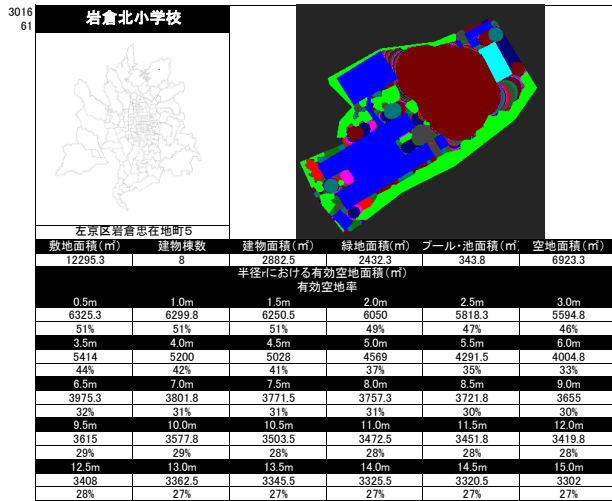 3016
61
岩倉北小学校
左京区岩倉忠在地町5
敷地面積(㎡) 建物棟数 建物面積(㎡) 緑地面積(㎡) プール・池面積(㎡) 空地面積(㎡)
12295.3 8 2882.5 2432.3 343.8 6923.3
半径rにおける有効空地面積(㎡)
有効空地率
0.5m 1.0m 1.5m 2.0m 2.5m 3.0m
6325.3 6299.8 6250.5 6050 5818.3 5594.8
51% 51% 51% 49% 47% 46%
3.5m 4.0m 4.5m 5.0m 5.5m 6.0m
5414 5200 5028 4569 4291.5 4004.8
44% 42% 41% 37% 35% 33%
6.5m 7.0m 7.5m 8.0m 8.5m 9.0m
3975.3 3801.8 3771.5 3757.3 3721.8 3655
32% 31% 31% 31% 30% 30%
9.5m 10.0m 10.5m 11.0m 11.5m 12.0m
3615 3577.8 3503.5 3472.5 3451.8 3419.8
29% 29% 28% 28% 28% 28%
12.5m 13.0m 13.5m 14.0m 14.5m 15.0m
3408 3362.5 3345.5 3325.5 3320.5 3302
28% 27% 27% 27% 27% 27%